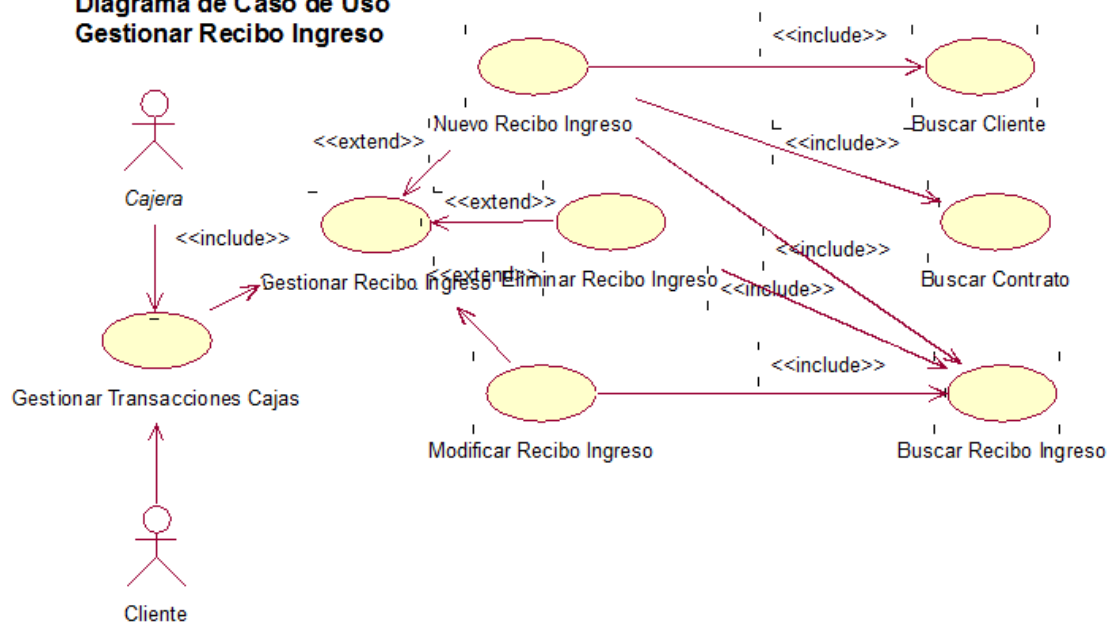 Diagrama de Caso de Uso
Gestionar Recibo Ingreso
<<include>>
Nuevo Recibo Ingreso
Buscar Cliente
<<extend>>
<<include>>
Cajera
<<extend>>
<<include>>
<<include>>
Gestionar Recibo Ingreso
<<extend>>
Eliminar Recibo Ingreso
<<include>>
Buscar Contrato
<<include>>
Gestionar Transacciones Cajas
Modificar Recibo Ingreso
Buscar Recibo Ingreso
Cliente